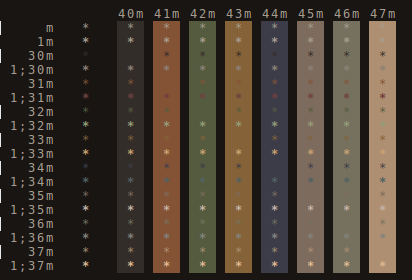 40m 41m 42m 43m 44m 45m 46m 47m
m * * * * * * * * *
1m * * * * * * * * *
30m * * * * * * * * *
1;30m * * * * * * * * *
31m * * * * * * * * *
1;31m * * * * * * * * *
32m * * * * * * * * *
1;32m * * * * * * * * *
33m * * * * * * * * *
1;33m * * * * * * * * *
34m * * * * * * * * *
1;34m * * * * * * * * *
35m * * * * * * * * *
1;35m * * * * * * * * *
36m * * * * * * * * *
1;36m * * * * * * * * *
37m * * * * * * * * *
1;37m * * * * * * * * *